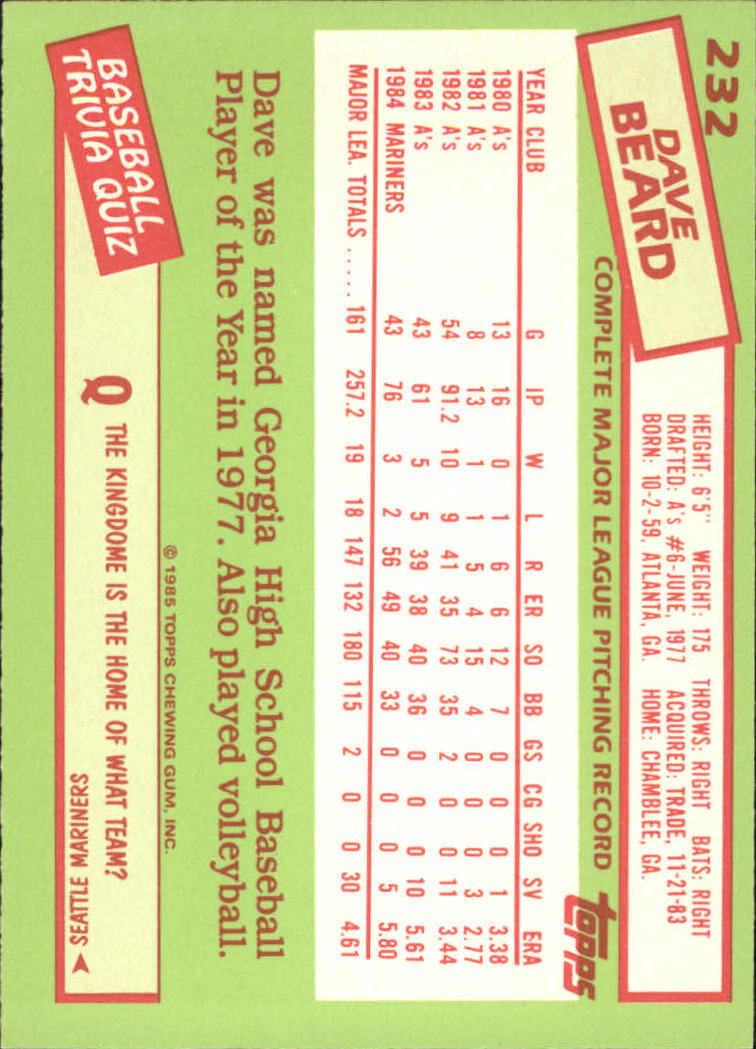 232
DAVE
BEARD
HEIGHT: 6'5" WEIGHT: 175 THROWS: RIGHT BATS: RIGHT
DRAFTED: A's #6-JUNE, 1977 ACQUIRED: TRADE, 11-21-83
BORN: 10-2-59, ATLANTA, GA. HOME: CHAMBLEE, GA.
COMPLETE MAJOR LEAGUE PITCHING RECORD
topps
YEAR CLUB G IP W L R ER SO BB GS CG SHO SV ERA
1980 A's 13 16 0 1 6 6 12 7 0 0 0 1 3.38
1981 A's 8 13 1 1 5 4 15 4 0 0 0 3 2.77
1982 A's 54 91.2 10 9 41 35 73 35 2 0 0 11 3.44
1983 A's 43 61 5 5 39 38 40 36 0 0 0 10 5.61
1984 MARINERS 43 76 3 2 56 49 40 33 0 0 0 5 5.80
MAJOR LEA. TOTALS ...... 161 257.2 19 18 147 132 180 115 2 0 0 30 4.61
Dave was named Georgia High School Baseball
Player of the Year in 1977. Also played volleyball.
© 1985 TOPPS CHEWING GUM, INC.
BASEBALL
TRIVIA QUIZ
Q THE KINGDOME IS THE HOME OF WHAT TEAM?
SEATTLE MARINERS